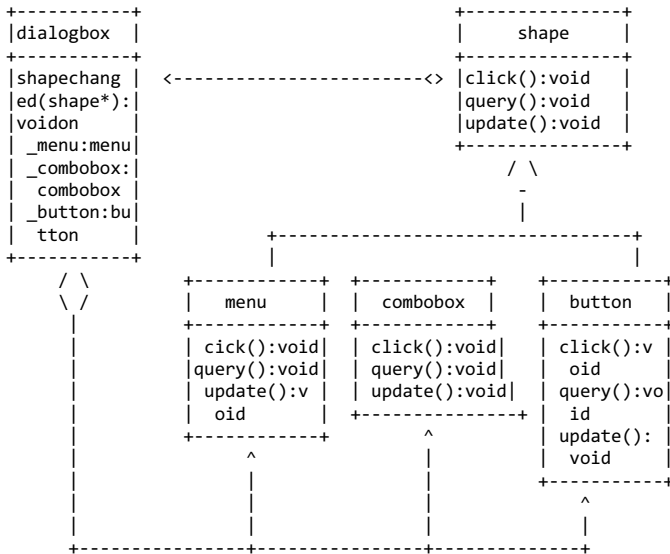 dialogbox
shapechang
ed(shape*):
voidon
_menu:menu
_combobox:
combobox
_button:bu
tton
shape
click():void
query():void
update():void
menu
cick():void
query():void
update():v
oid
combobox
click():void
query():void
update():void
button
click():v
oid
query():vo
id
update():
void